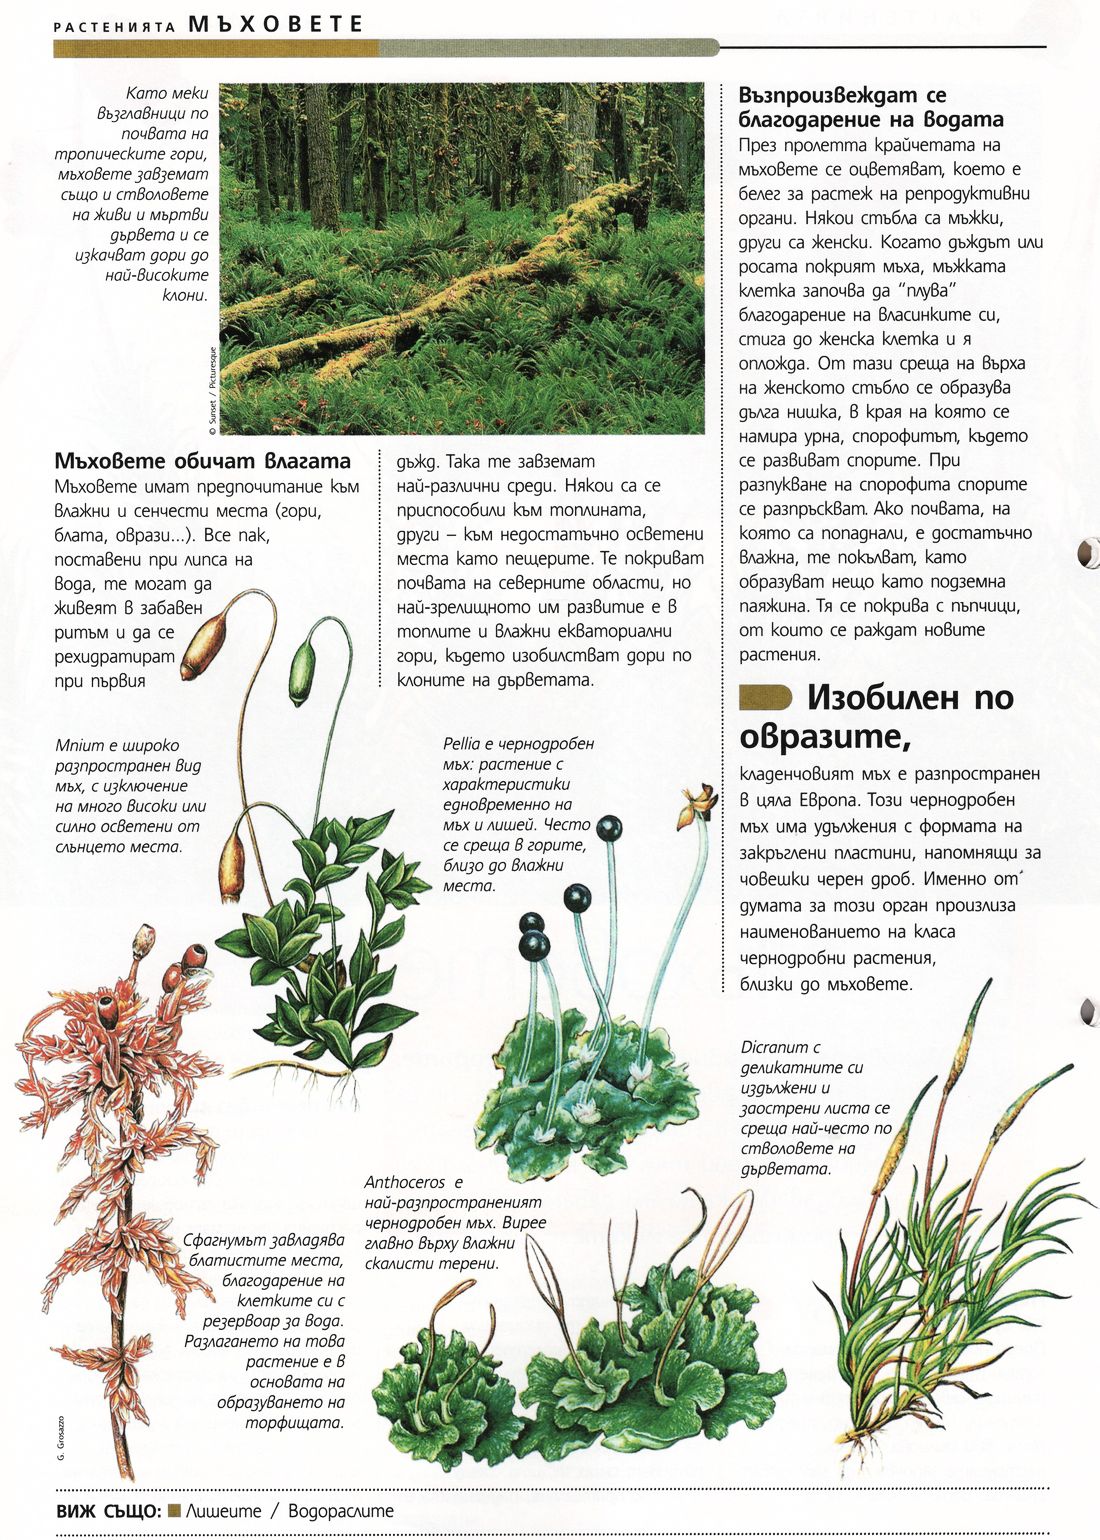 РАСТЕНИЯТА МЪХОВЕТЕ
Като меки
възглавници по
почвата на
тропическите гори,
мъховете завземат
също и стволовете
на живи и мъртви
дървета и се
изкачват дори до
най-високите
клони.
© Sunset / Picturesque
Мъховете обичат влагата
Мъховете имат предпочитание към
влажни и сенчести места (гори,
блата, оврази...). Все пак,
поставени при липса на
вода, те могат да
живеят в забавен
ритъм и да се
рехидратират
при първия
дъжд. Така те завземат
най-различни среди. Някои са се
приспособили към топлината,
други – към недостатъчно осветени
места като пещерите. Те покриват
почвата на северните области, но
най-зрелищното им развитие е в
топлите и влажни екваториални
гори, където изобилстват дори по
клоните на дърветата.
Възпроизвеждат се
благодарение на водата
През пролетта крайчетата на
мъховете се оцветяват, което е
белег за растеж на репродуктивни
органи. Някои стъбла са мъжки,
други са женски. Когато дъждът или
росата покрият мъха, мъжката
клетка започва да “плува”
благодарение на власинките си,
стига до женска клетка и я
опложда. От тази среща на върха
на женското стъбло се образува
дълга нишка, в края на която се
намира урна, спорофитът, където
се развиват спорите. При
разпукване на спорофита спорите
се разпръскват. Ако почвата, на
която са попаднали, е достатъчно
влажна, те покълват, като
образуват нещо като подземна
паяжина. Тя се покрива с пъпчици,
от които се раждат новите
растения.
Изобилен по
овразите,
кладенчовият мъх е разпространен
в цяла Европа. Този чернодробен
мъх има удължения с формата на
закръглени пластини, напомнящи за
човешки черен дроб. Именно от
думата за този орган произлиза
наименованието на класа
чернодробни растения,
близки до мъховете.
Mnium е широко
разпространен вид
мъх, с изключение
на много високи или
силно осветени от
слънцето места.
Pellia е чернодробен
мъх: растение с
характеристики
едновременно на
мъх и лишей. Често
се среща в горите,
близо до влажни
места.
Dicranum с
деликатните си
издължени и
заострени листа се
среща най-често по
стволовете на
дърветата.
Anthoceros е
най-разпространеният
чернодробен мъх. Вирее
главно върху влажни
скалисти терени.
Сфагнумът завладява
блатистите места,
благодарение на
клетките си с
резервоар за вода.
Разлагането на това
растение е в
основата на
образуването на
торфищата.
G. Grosazzo
ВИЖ СЪЩО: Лишеите / Водораслите